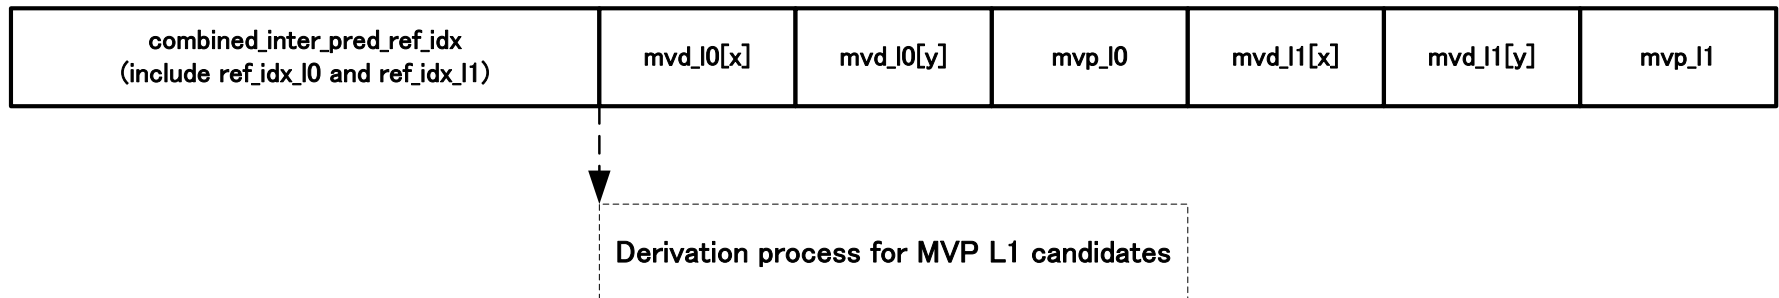 combined_inter_pred_ref_idx
(include ref_idx_l0 and ref_idx_l1)
mvd_l0[x]
mvd_l0[y]
mvp_l0
mvd_l1[x]
mvd_l1[y]
mvp_l1
Derivation process for MVP L1 candidates